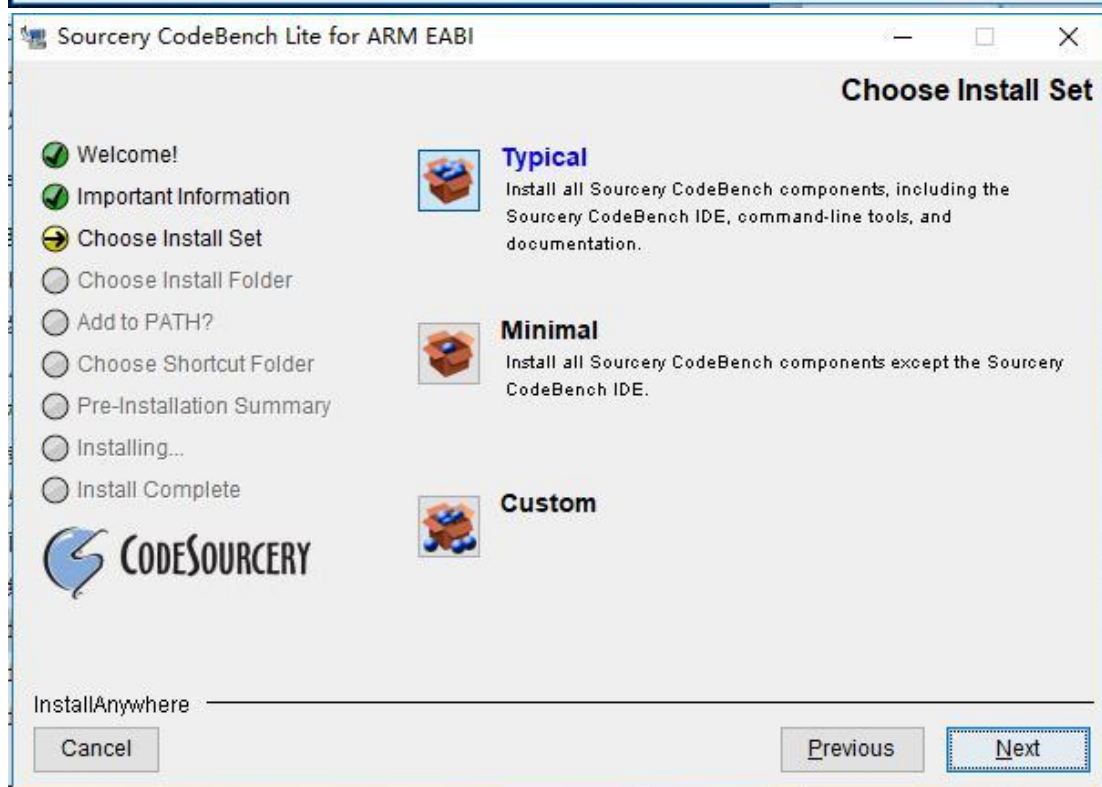 Sourcery CodeBench Lite for ARM EABI
Choose Install Set
Welcome!
Important Information
Choose Install Set
Choose Install Folder
Add to PATH?
Choose Shortcut Folder
Pre-Installation Summary
Installing...
Install Complete
CODESOURCERY
Typical
Install all Sourcery CodeBench components, including the
Sourcery CodeBench IDE, command-line tools, and
documentation.
Minimal
Install all Sourcery CodeBench components except the Sourcery
CodeBench IDE.
Custom
InstallAnywhere
Cancel
Previous
Next